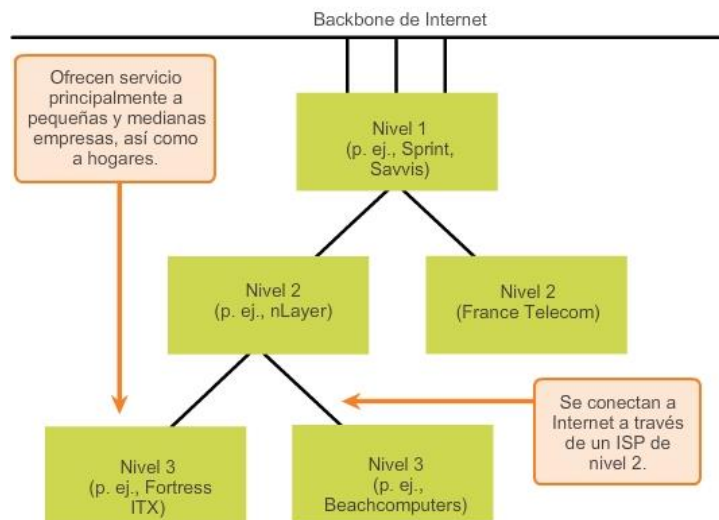 Backbone de Internet
Ofrecen servicio
principalmente a
pequeñas y medianas
empresas, así como
a hogares.
Nivel 1
(p. ej., Sprint,
Savvis)
Nivel 2
(p. ej., nLayer)
Nivel 2
(France Telecom)
Se conectan a
Internet a través
de un ISP de
nivel 2.
Nivel 3
(p. ej., Fortress
ITX)
Nivel 3
(p. ej.,
Beachcomputers)